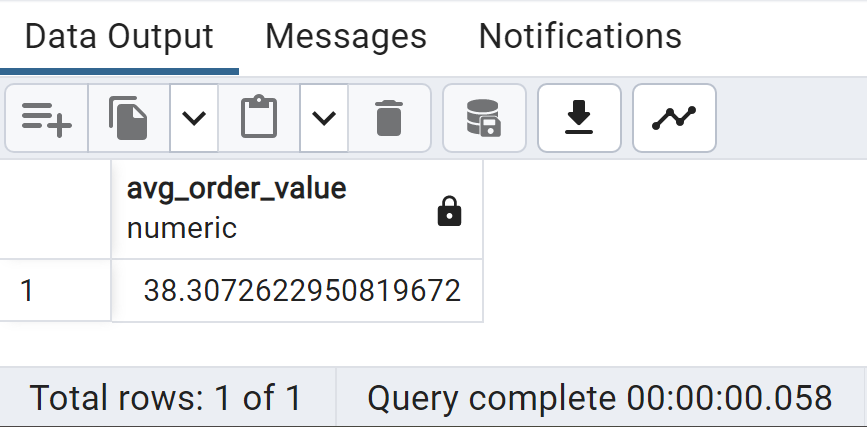 Data Output Messages Notifications
avg_order_value
numeric
1 38.3072622950819672
Total rows: 1 of 1 Query complete 00:00:00.058